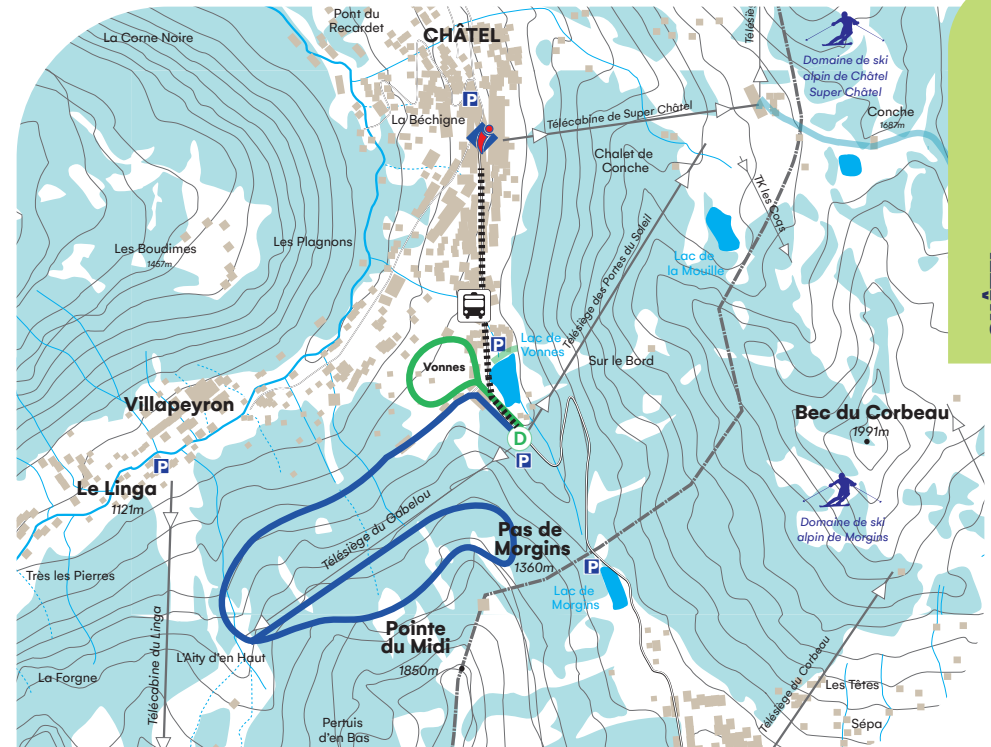 La Corne Noire
Pont du
Recardet
CHÂTEL
Domaine de ski
alpin de Châtel
Super Châtel
P
La Béchigne
Télécabine de Super Châtel
Conche
1687m
Chalet de
Conche
TK les Coqs
Les Boudimes
1467m
Les Plagnons
Lac de
la Mouille
Télésiège des Portes du Soleil
P
Lac de
Vonnes
Vonnes
Sur le Bord
Villapeyron
Bec du Corbeau
1991m
D
P
P
Le Linga
1121m
Télésiège du Gabelou
Pas de
Morgins
1360m
Domaine de ski
alpin de Morgins
P
Très les Pierres
Lac de
Morgins
Pointe
du Midi
1850m
L'Aity d'en Haut
La Forgne
Télécabine du Linga
Télésiège du Corbeau
Les Têtes
Sépa
Pertuis
d'en Bas